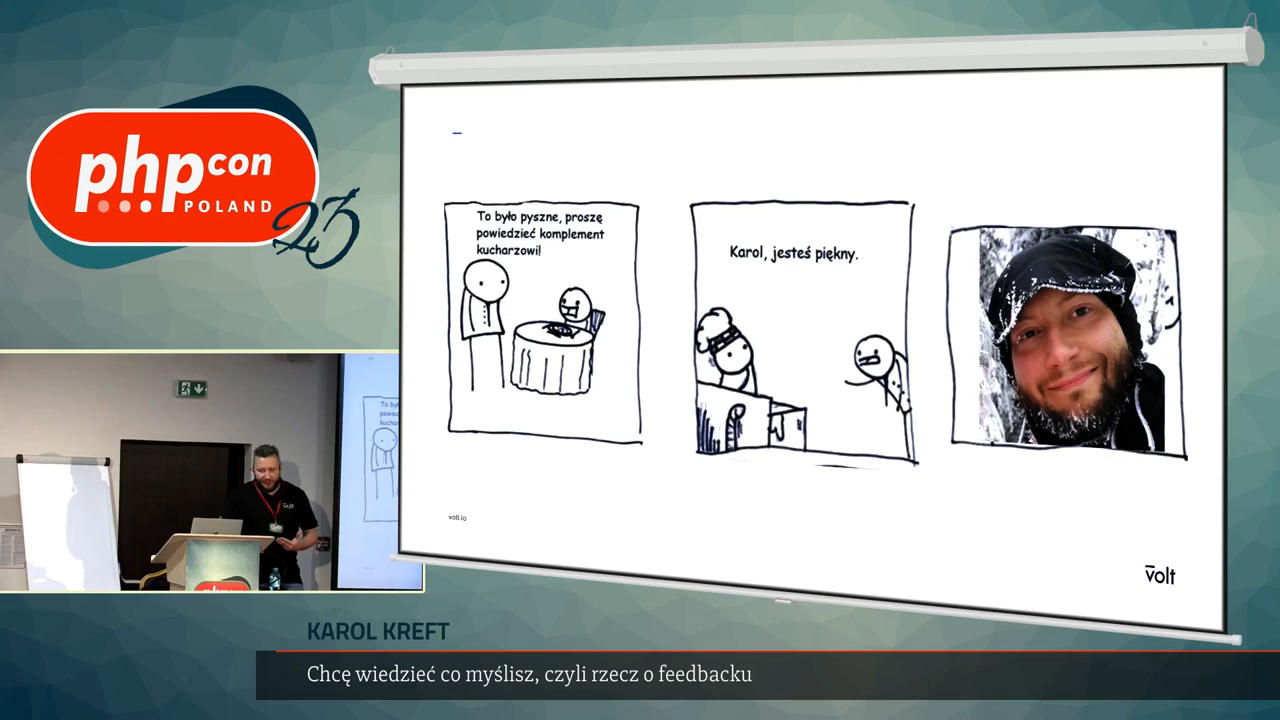 php con
POLAND
23
To było pyszne, proszę
powiedzieć komplement
kucharzowi!
Karol, jesteś piękny.
volt.io
volt
volt
KAROL KREFT
Chcę wiedzieć co myślisz, czyli rzecz o feedbacku